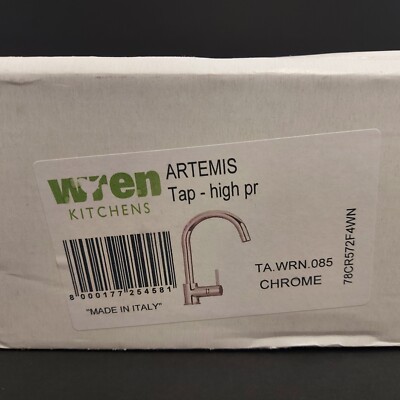 wren
KITCHENS
ARTEMIS
Tap - high pr
8 000177 254581
"MADE IN ITALY"
TA.WRN.085
CHROME
78CR572F4WN